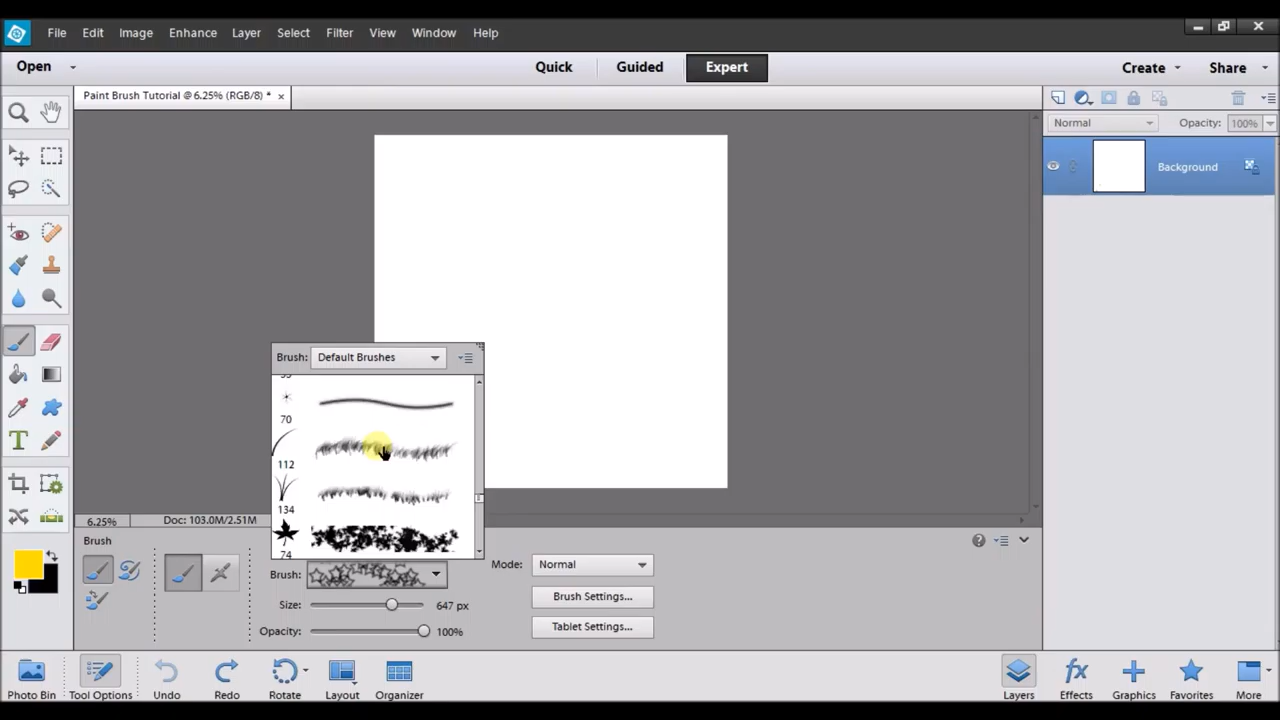 File Edit Image Enhance Layer Select Filter View Window Help
Open Quick Guided Expert Create Share
Paint Brush Tutorial @ 6.25% (RGB/8) * ×
Normal Opacity: 100%
Background
Brush: Default Brushes
70
112
134
74
6.25% Doc: 103.0M/2.51M
Brush
Brush: Mode: Normal
Size: 647 px Brush Settings...
Opacity: 100% Tablet Settings...
Photo Bin Tool Options Undo Redo Rotate Layout Organizer Layers Effects Graphics Favorites More